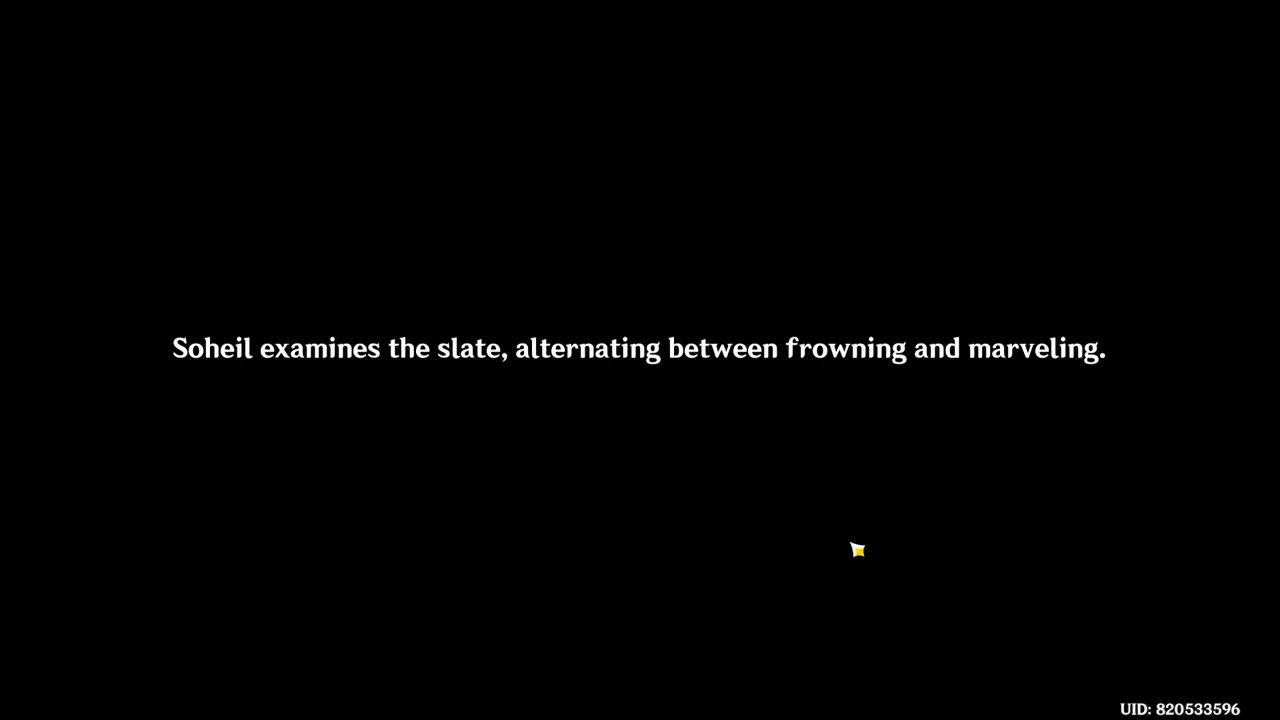 Soheil examines the slate, alternating between frowning and marveling.
UID: 820533596